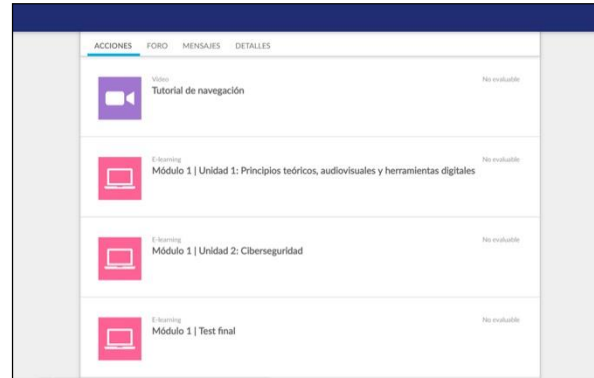 ACCIONES FORO MENSAJES DETALLES
Video No evaluable
Tutorial de navegación
E-learning No evaluable
Módulo 1 | Unidad 1: Principios teóricos, audiovisuales y herramientas digitales
E-learning No evaluable
Módulo 1 | Unidad 2: Ciberseguridad
E-learning No evaluable
Módulo 1 | Test final